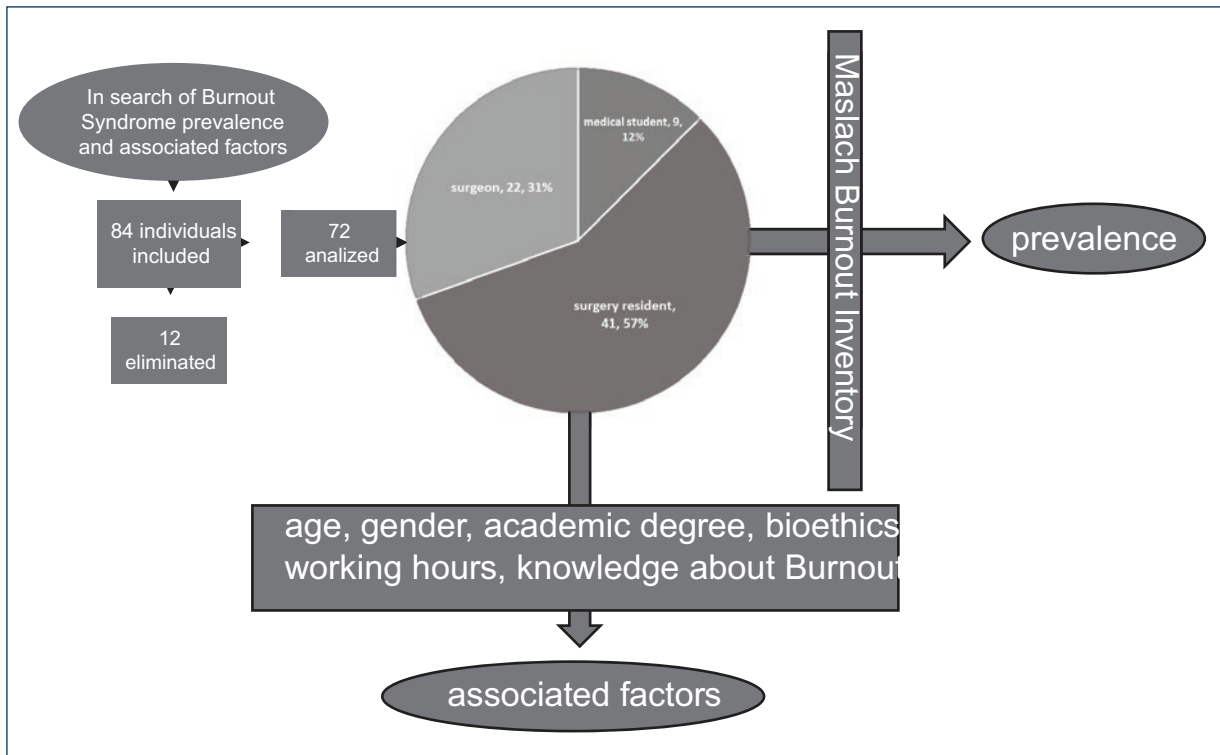 In search of Burnout
Syndrome prevalence
and associated factors
84 individuals
included
12
eliminated
72
analized
medical student, 9,
12%
surgeon, 22, 31%
surgery resident,
41, 57%
Maslach Burnout Inventory
prevalence
age, gender, academic degree, bioethics,
working hours, knowledge about Burnout
associated factors